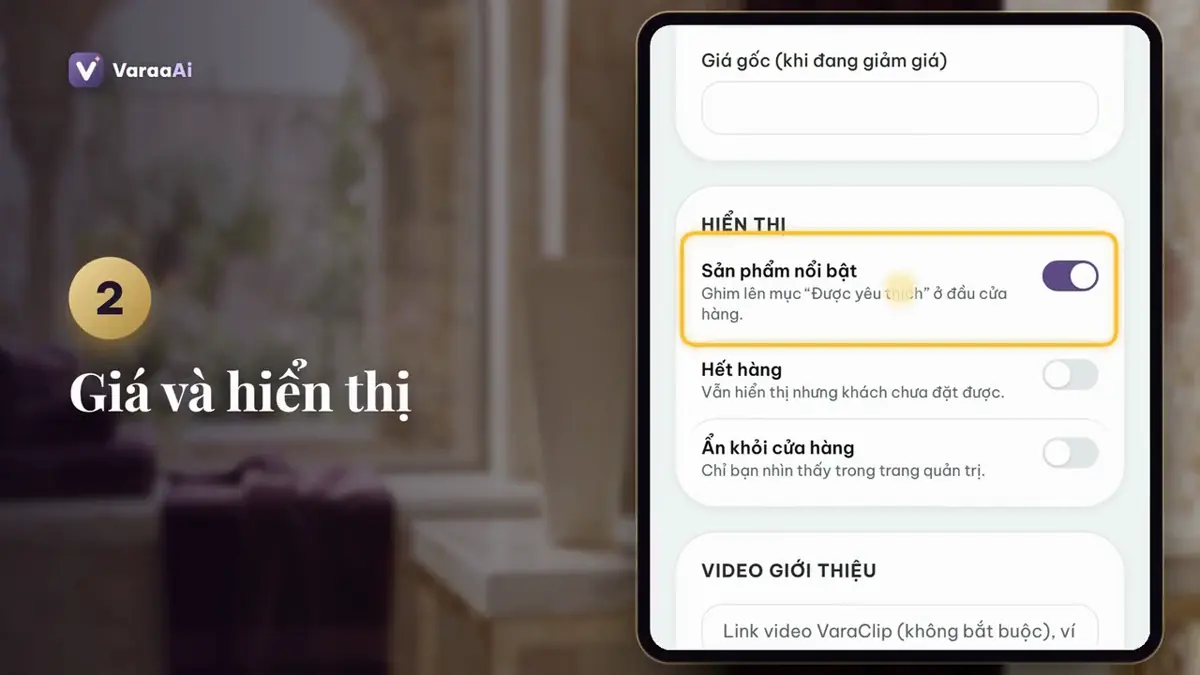 VaraaAi
2
Giá và hiển thị
Giá gốc (khi đang giảm giá)
HIỂN THỊ
Sản phẩm nổi bật
Ghim lên mục “Được yêu thích” ở đầu cửa
hàng.
Hết hàng
Vẫn hiển thị nhưng khách chưa đặt được.
Ẩn khỏi cửa hàng
Chỉ bạn nhìn thấy trong trang quản trị.
VIDEO GIỚI THIỆU
Link video VaraClip (không bắt buộc), ví